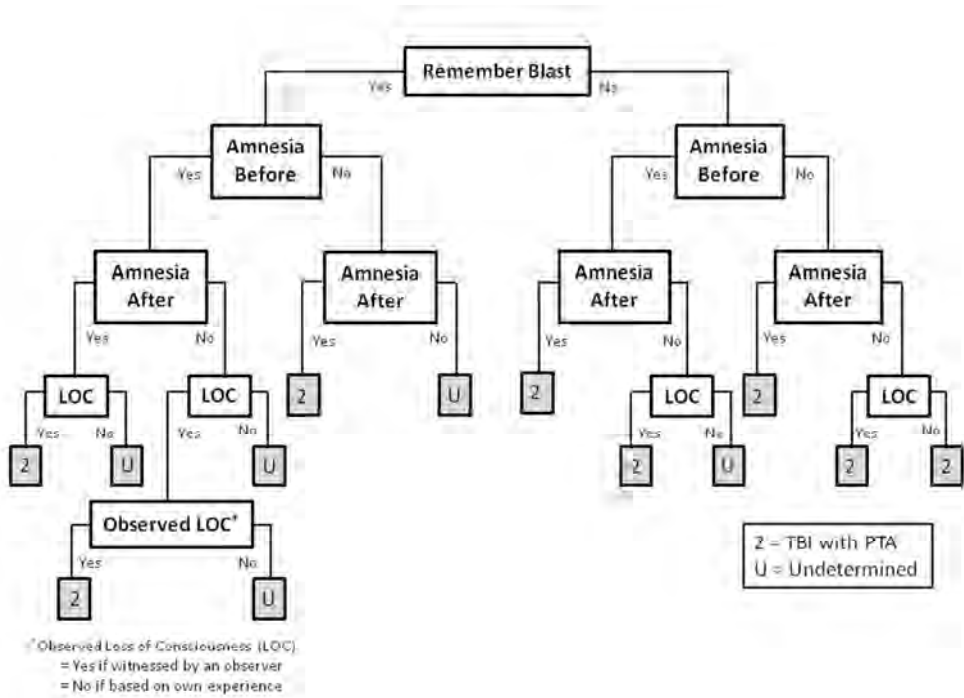 Remember Blast
Yes No
Amnesia Before Amnesia Before
Yes No Yes No
Amnesia After Amnesia After Amnesia After Amnesia After
Yes No Yes No Yes No Yes No
LOC LOC 2 U 2 LOC 2 LOC
Yes No Yes No Yes No Yes No
2 U U 2 U 2 2
Observed LOC*
Yes No
2 U
2 = TBI with PTA
U = Undetermined
* Observed Loss of Consciousness (LOC)
= Yes if witnessed by an observer
= No if based on own experience